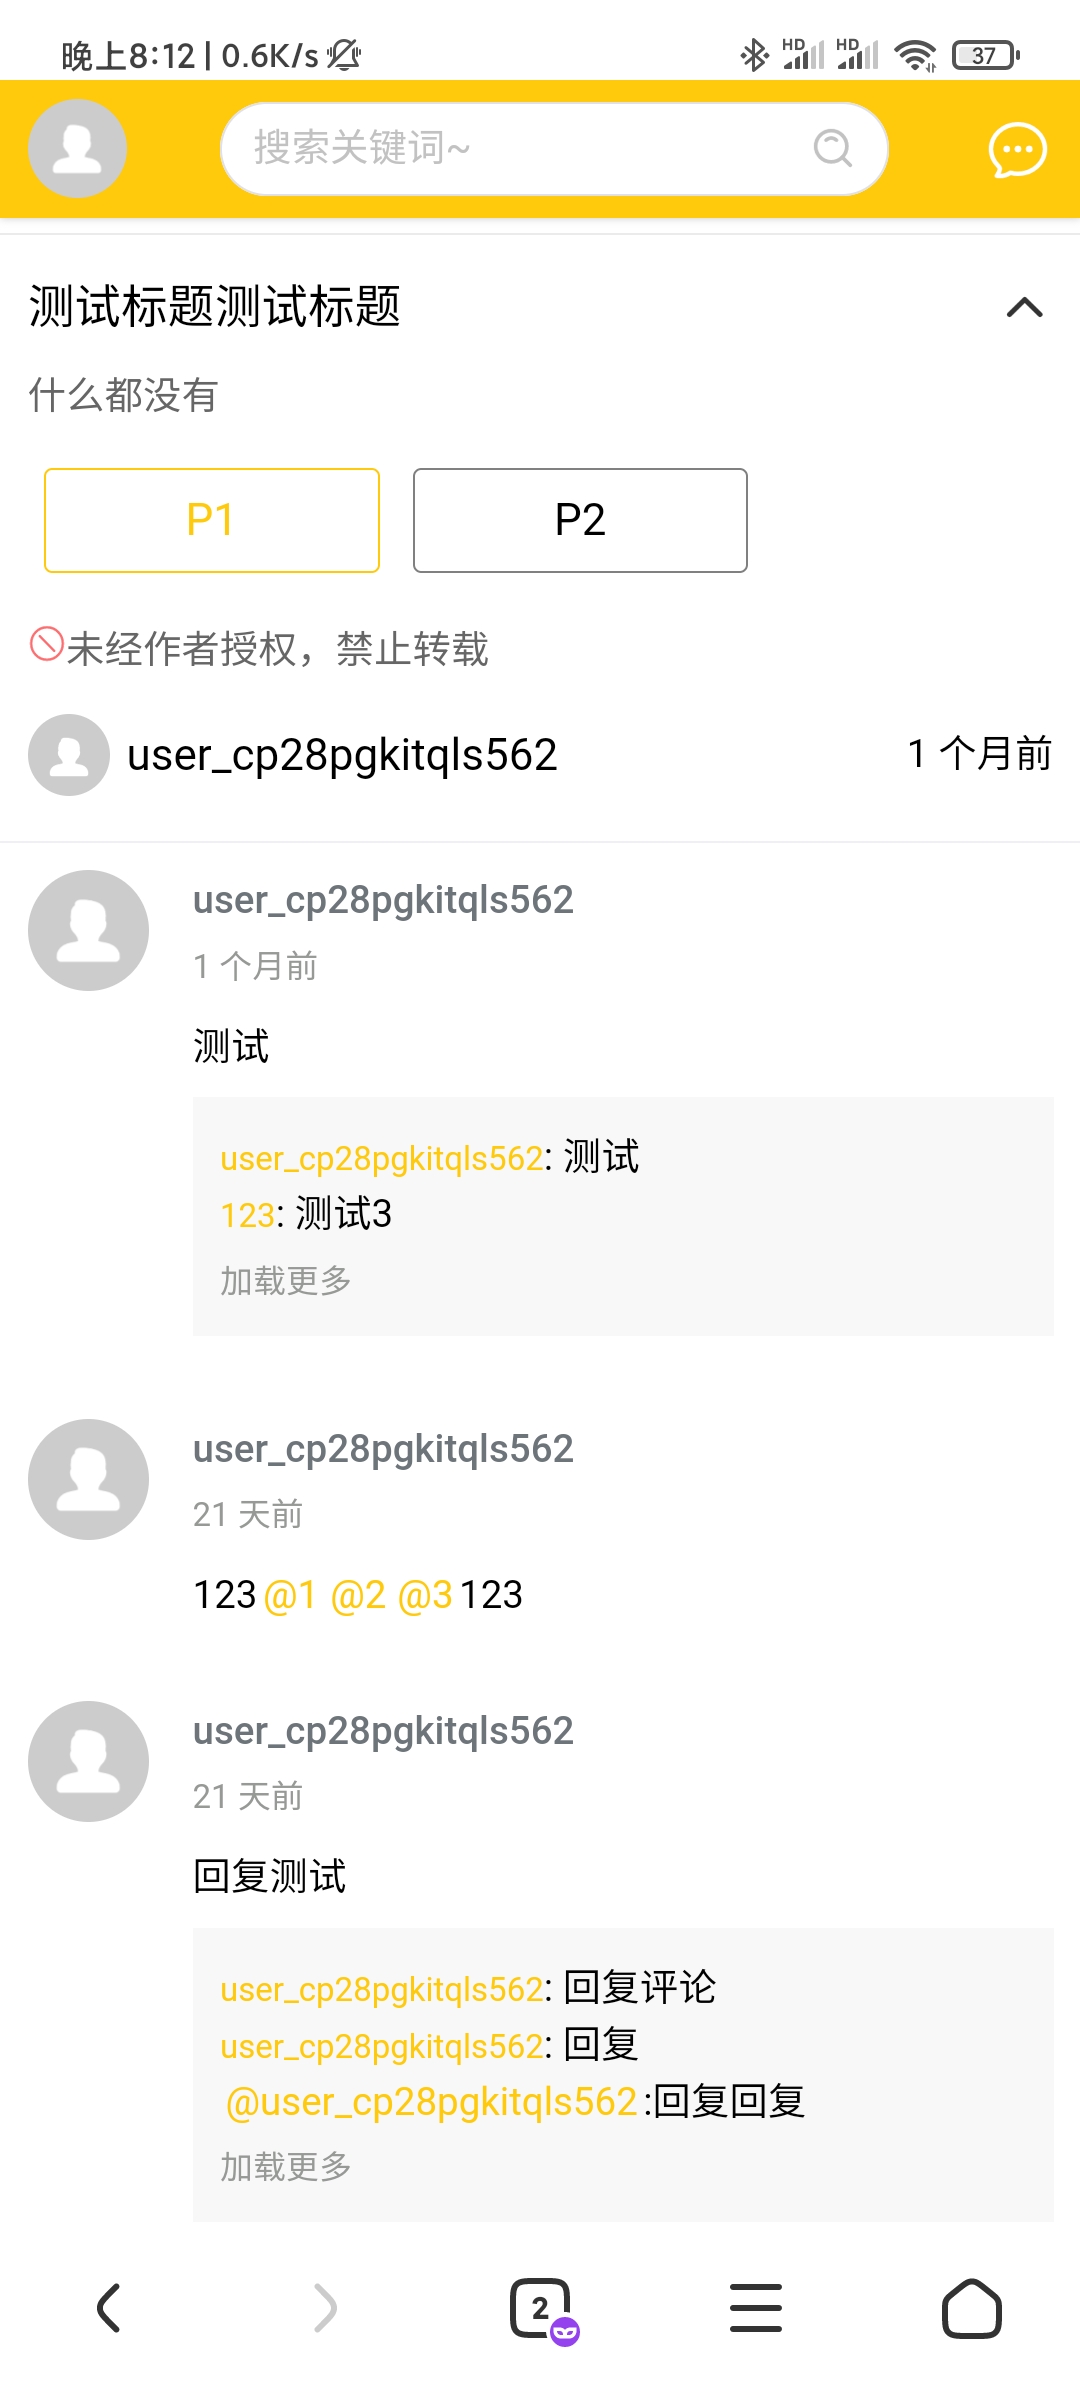 晚上8:12 | 0.6K/s
HD HD 37
搜索关键词~
测试标题测试标题
什么都没有
P1 P2
未经作者授权，禁止转载
user_cp28pgkitqls562 1 个月前
user_cp28pgkitqls562
1 个月前
测试
user_cp28pgkitqls562: 测试
123: 测试3
加载更多
user_cp28pgkitqls562
21 天前
123 @1 @2 @3 123
user_cp28pgkitqls562
21 天前
回复测试
user_cp28pgkitqls562: 回复评论
user_cp28pgkitqls562: 回复
@user_cp28pgkitqls562 :回复回复
加载更多
2